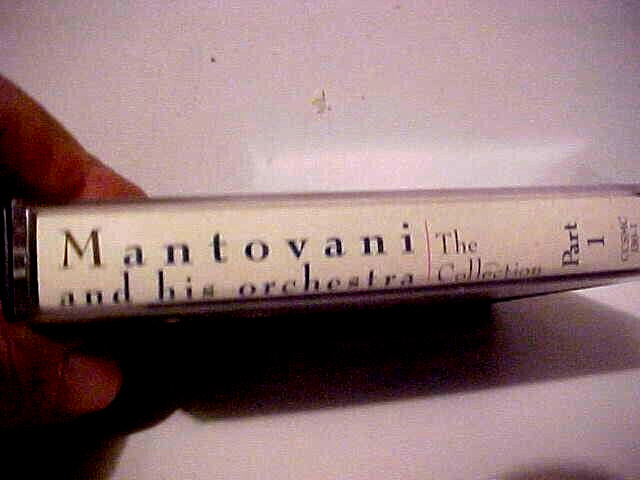 Mantovani
and his orchestra
The
Collection
Part
1